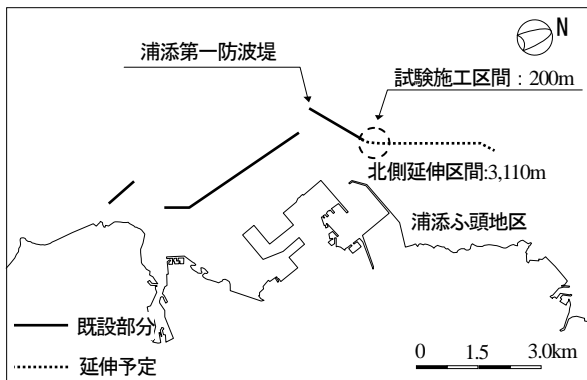 N
浦添第一防波堤
試験施工区間：200m
北側延伸区間:3,110m
浦添ふ頭地区
既設部分
延伸予定
0 1.5 3.0km